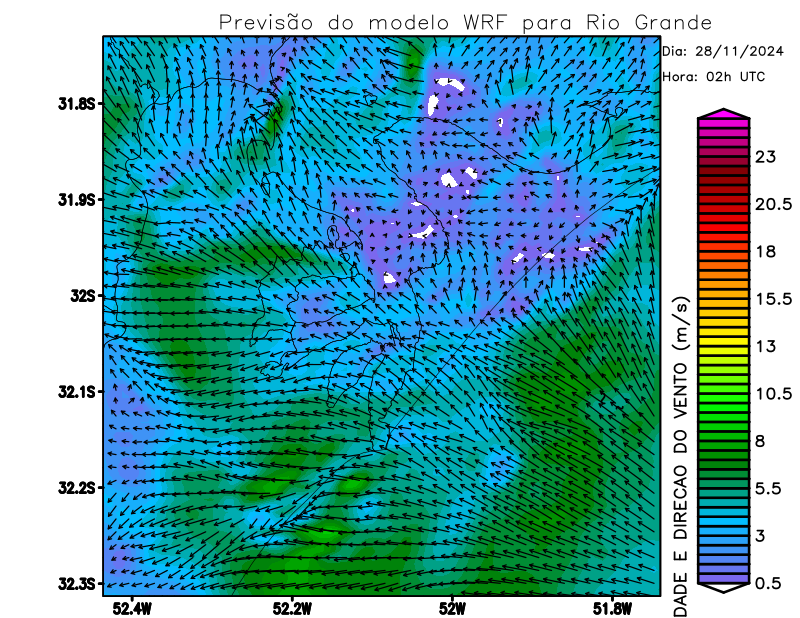 Previsão do modelo WRF para Rio Grande
Dia: 28/11/2024
Hora: 02h UTC
31.8S
31.9S
32S
32.1S
32.2S
32.3S
52.4W
52.2W
52W
51.8W
23
20.5
18
15.5
13
10.5
8
5.5
3
0.5
DADE E DIRECAO DO VENTO (m/s)